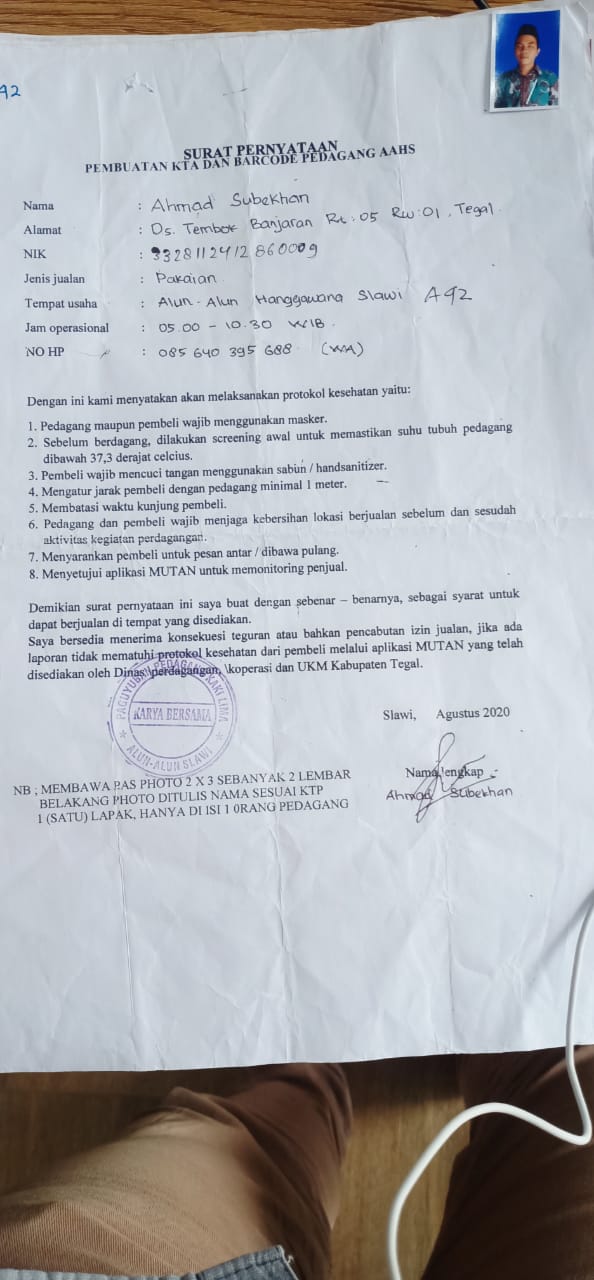 92
SURAT PERNYATAAN
PEMBUATAN KTA DAN BARCODE PEDAGANG AAHS
Nama : Ahmad Subekhan
Alamat : Ds. Tembok Banjaran Rt:05 Rw:01, Tegal.
NIK : 3328112412860009
Jenis jualan : Pakaian
Tempat usaha : Alun-Alun Hanggawana Slawi A92
Jam operasional : 05.00 - 10.30 WIB.
NO HP : 085 640 395 688 (WA)
Dengan ini kami menyatakan akan melaksanakan protokol kesehatan yaitu:
1. Pedagang maupun pembeli wajib menggunakan masker.
2. Sebelum berdagang, dilakukan screening awal untuk memastikan suhu tubuh pedagang
dibawah 37,3 derajat celcius.
3. Pembeli wajib mencuci tangan menggunakan sabun / handsanitizer.
4. Mengatur jarak pembeli dengan pedagang minimal 1 meter.
5. Membatasi waktu kunjung pembeli.
6. Pedagang dan pembeli wajib menjaga kebersihan lokasi berjualan sebelum dan sesudah
aktivitas kegiatan perdagangan.
7. Menyarankan pembeli untuk pesan antar / dibawa pulang.
8. Menyetujui aplikasi MUTAN untuk memonitoring penjual.
Demikian surat pernyataan ini saya buat dengan sebenar – benarnya, sebagai syarat untuk
dapat berjualan di tempat yang disediakan.
Saya bersedia menerima konsekuesi teguran atau bahkan pencabutan izin jualan, jika ada
laporan tidak mematuhi protokol kesehatan dari pembeli melalui aplikasi MUTAN yang telah
disediakan oleh Dinas \perdagangan, \koperasi dan UKM Kabupaten Tegal.
PAGUYUBAN PEDAGANG KAKI LIMA
KARYA BERSAMA
ALUN-ALUN SLAWI
Slawi, Agustus 2020
Nama lengkap
Ahmad Subekhan
NB ; MEMBAWA PAS PHOTO 2 X 3 SEBANYAK 2 LEMBAR
BELAKANG PHOTO DITULIS NAMA SESUAI KTP
1 (SATU) LAPAK, HANYA DI ISI 1 0RANG PEDAGANG